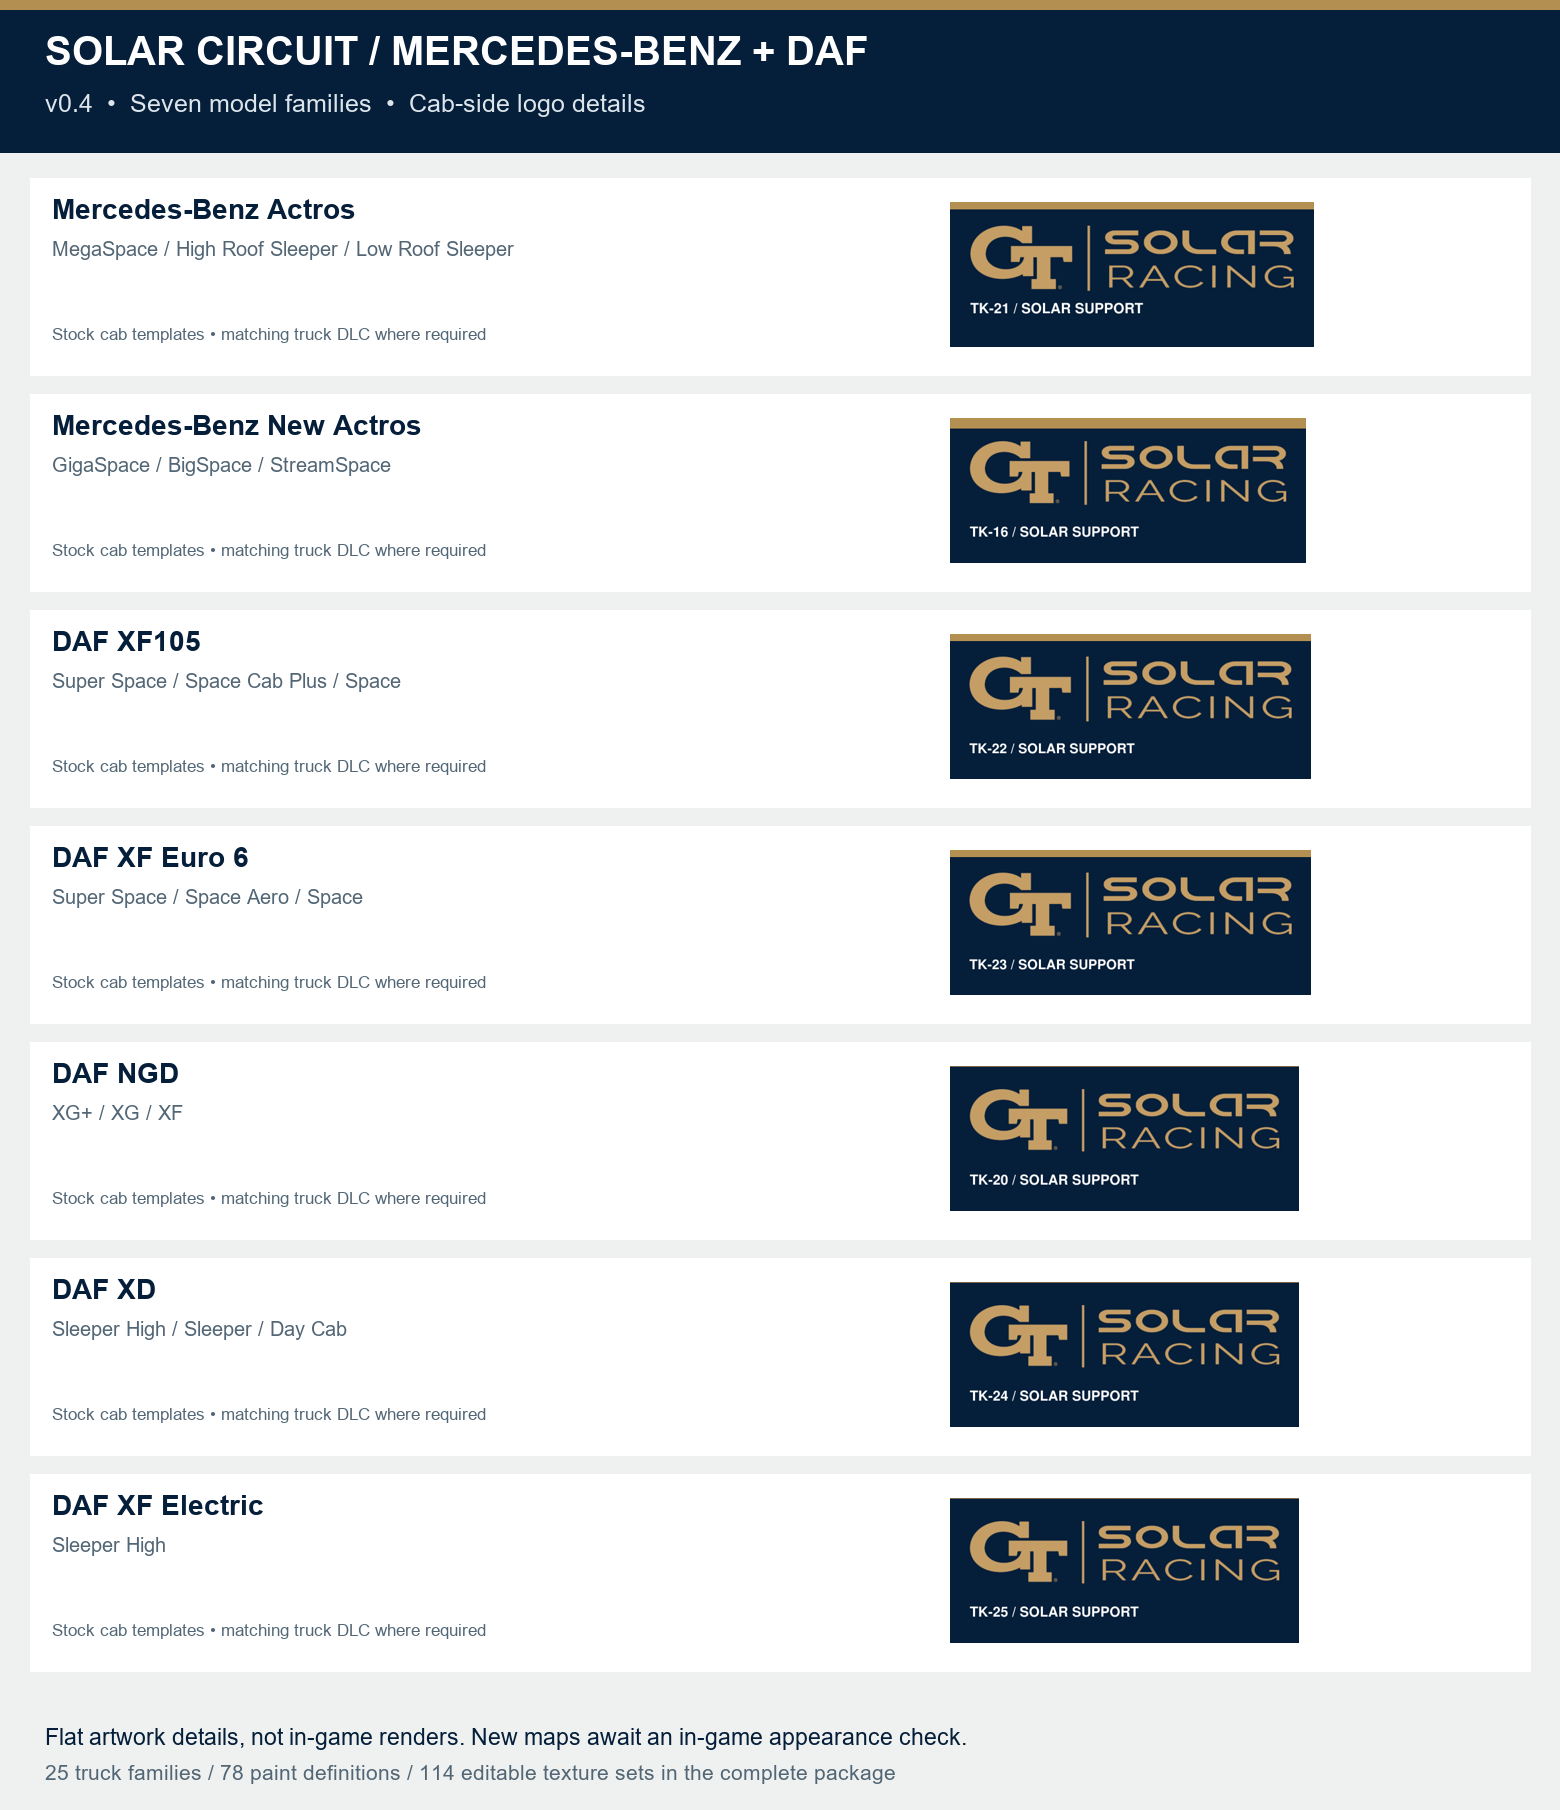 SOLAR CIRCUIT / MERCEDES-BENZ + DAF
v0.4 • Seven model families • Cab-side logo details
Mercedes-Benz Actros
MegaSpace / High Roof Sleeper / Low Roof Sleeper
Stock cab templates • matching truck DLC where required
GT SOLAR
RACING
TK-21 / SOLAR SUPPORT
Mercedes-Benz New Actros
GigaSpace / BigSpace / StreamSpace
Stock cab templates • matching truck DLC where required
GT SOLAR
RACING
TK-16 / SOLAR SUPPORT
DAF XF105
Super Space / Space Cab Plus / Space
Stock cab templates • matching truck DLC where required
GT SOLAR
RACING
TK-22 / SOLAR SUPPORT
DAF XF Euro 6
Super Space / Space Aero / Space
Stock cab templates • matching truck DLC where required
GT SOLAR
RACING
TK-23 / SOLAR SUPPORT
DAF NGD
XG+ / XG / XF
Stock cab templates • matching truck DLC where required
GT SOLAR
RACING
TK-20 / SOLAR SUPPORT
DAF XD
Sleeper High / Sleeper / Day Cab
Stock cab templates • matching truck DLC where required
GT SOLAR
RACING
TK-24 / SOLAR SUPPORT
DAF XF Electric
Sleeper High
Stock cab templates • matching truck DLC where required
GT SOLAR
RACING
TK-25 / SOLAR SUPPORT
Flat artwork details, not in-game renders. New maps await an in-game appearance check.
25 truck families / 78 paint definitions / 114 editable texture sets in the complete package